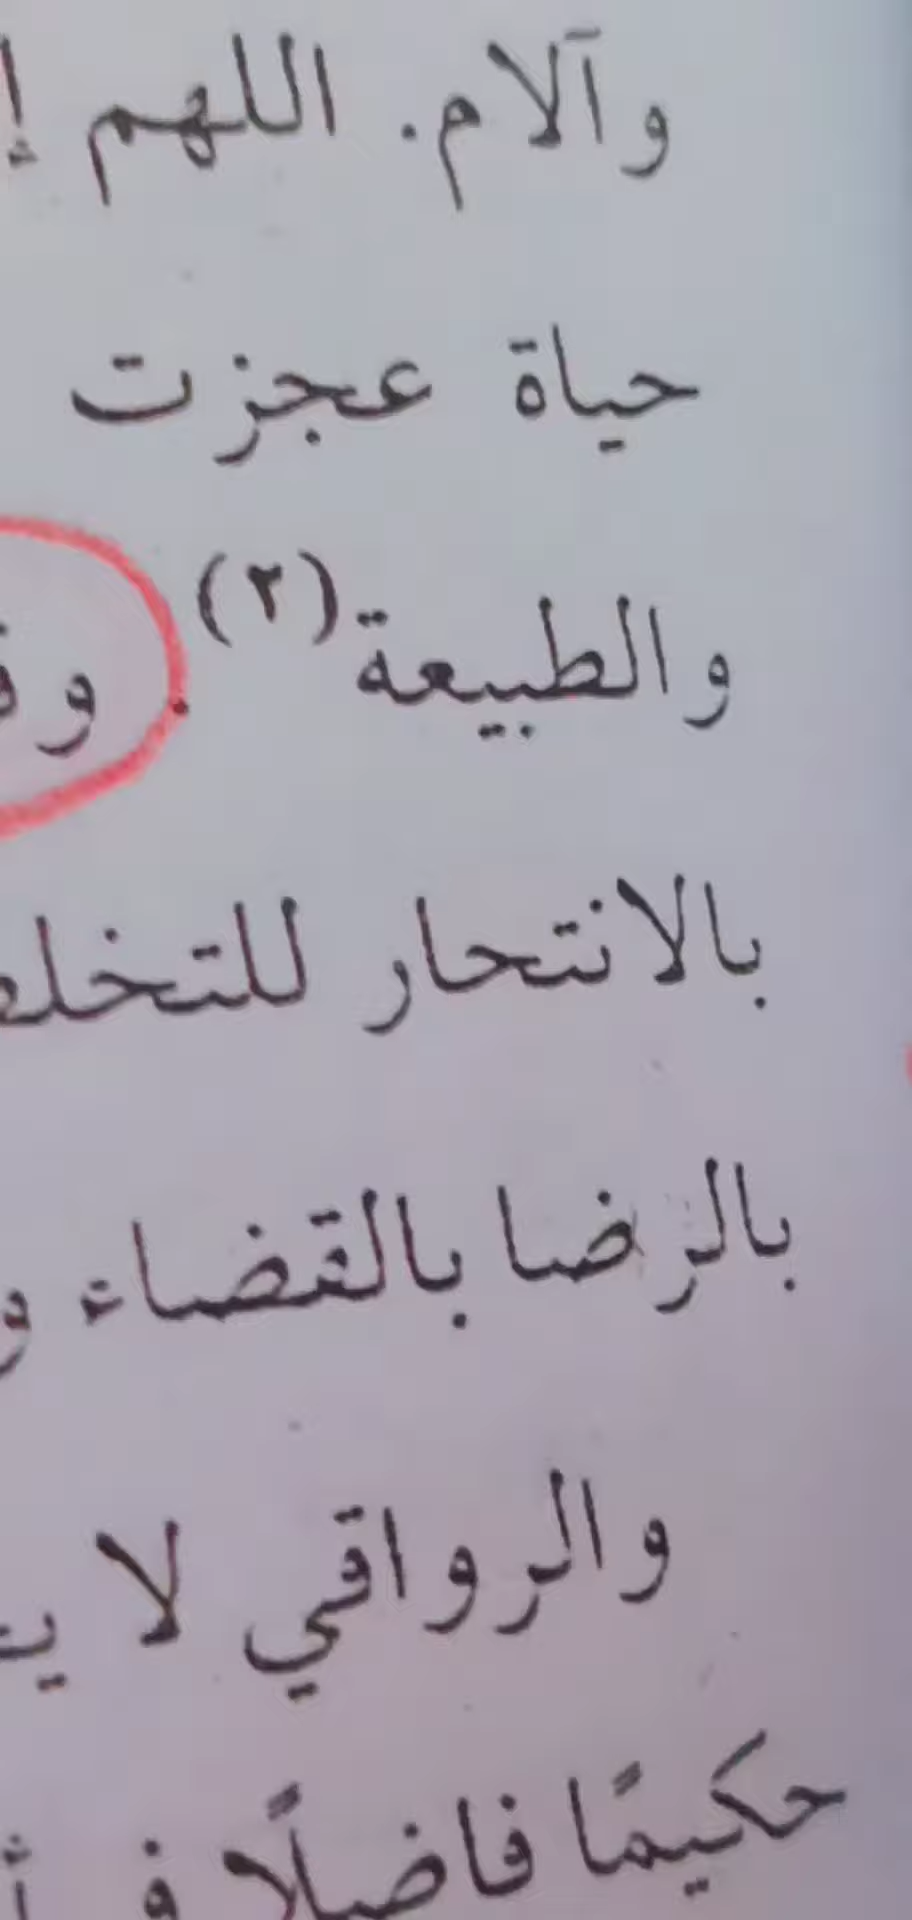 وآلام. اللهم
حياة عجزت
والطبيعة(٢). 
بالانتحار
بالرضا بالقضاء
والرواقي لا
حكيمًا فاضلًا